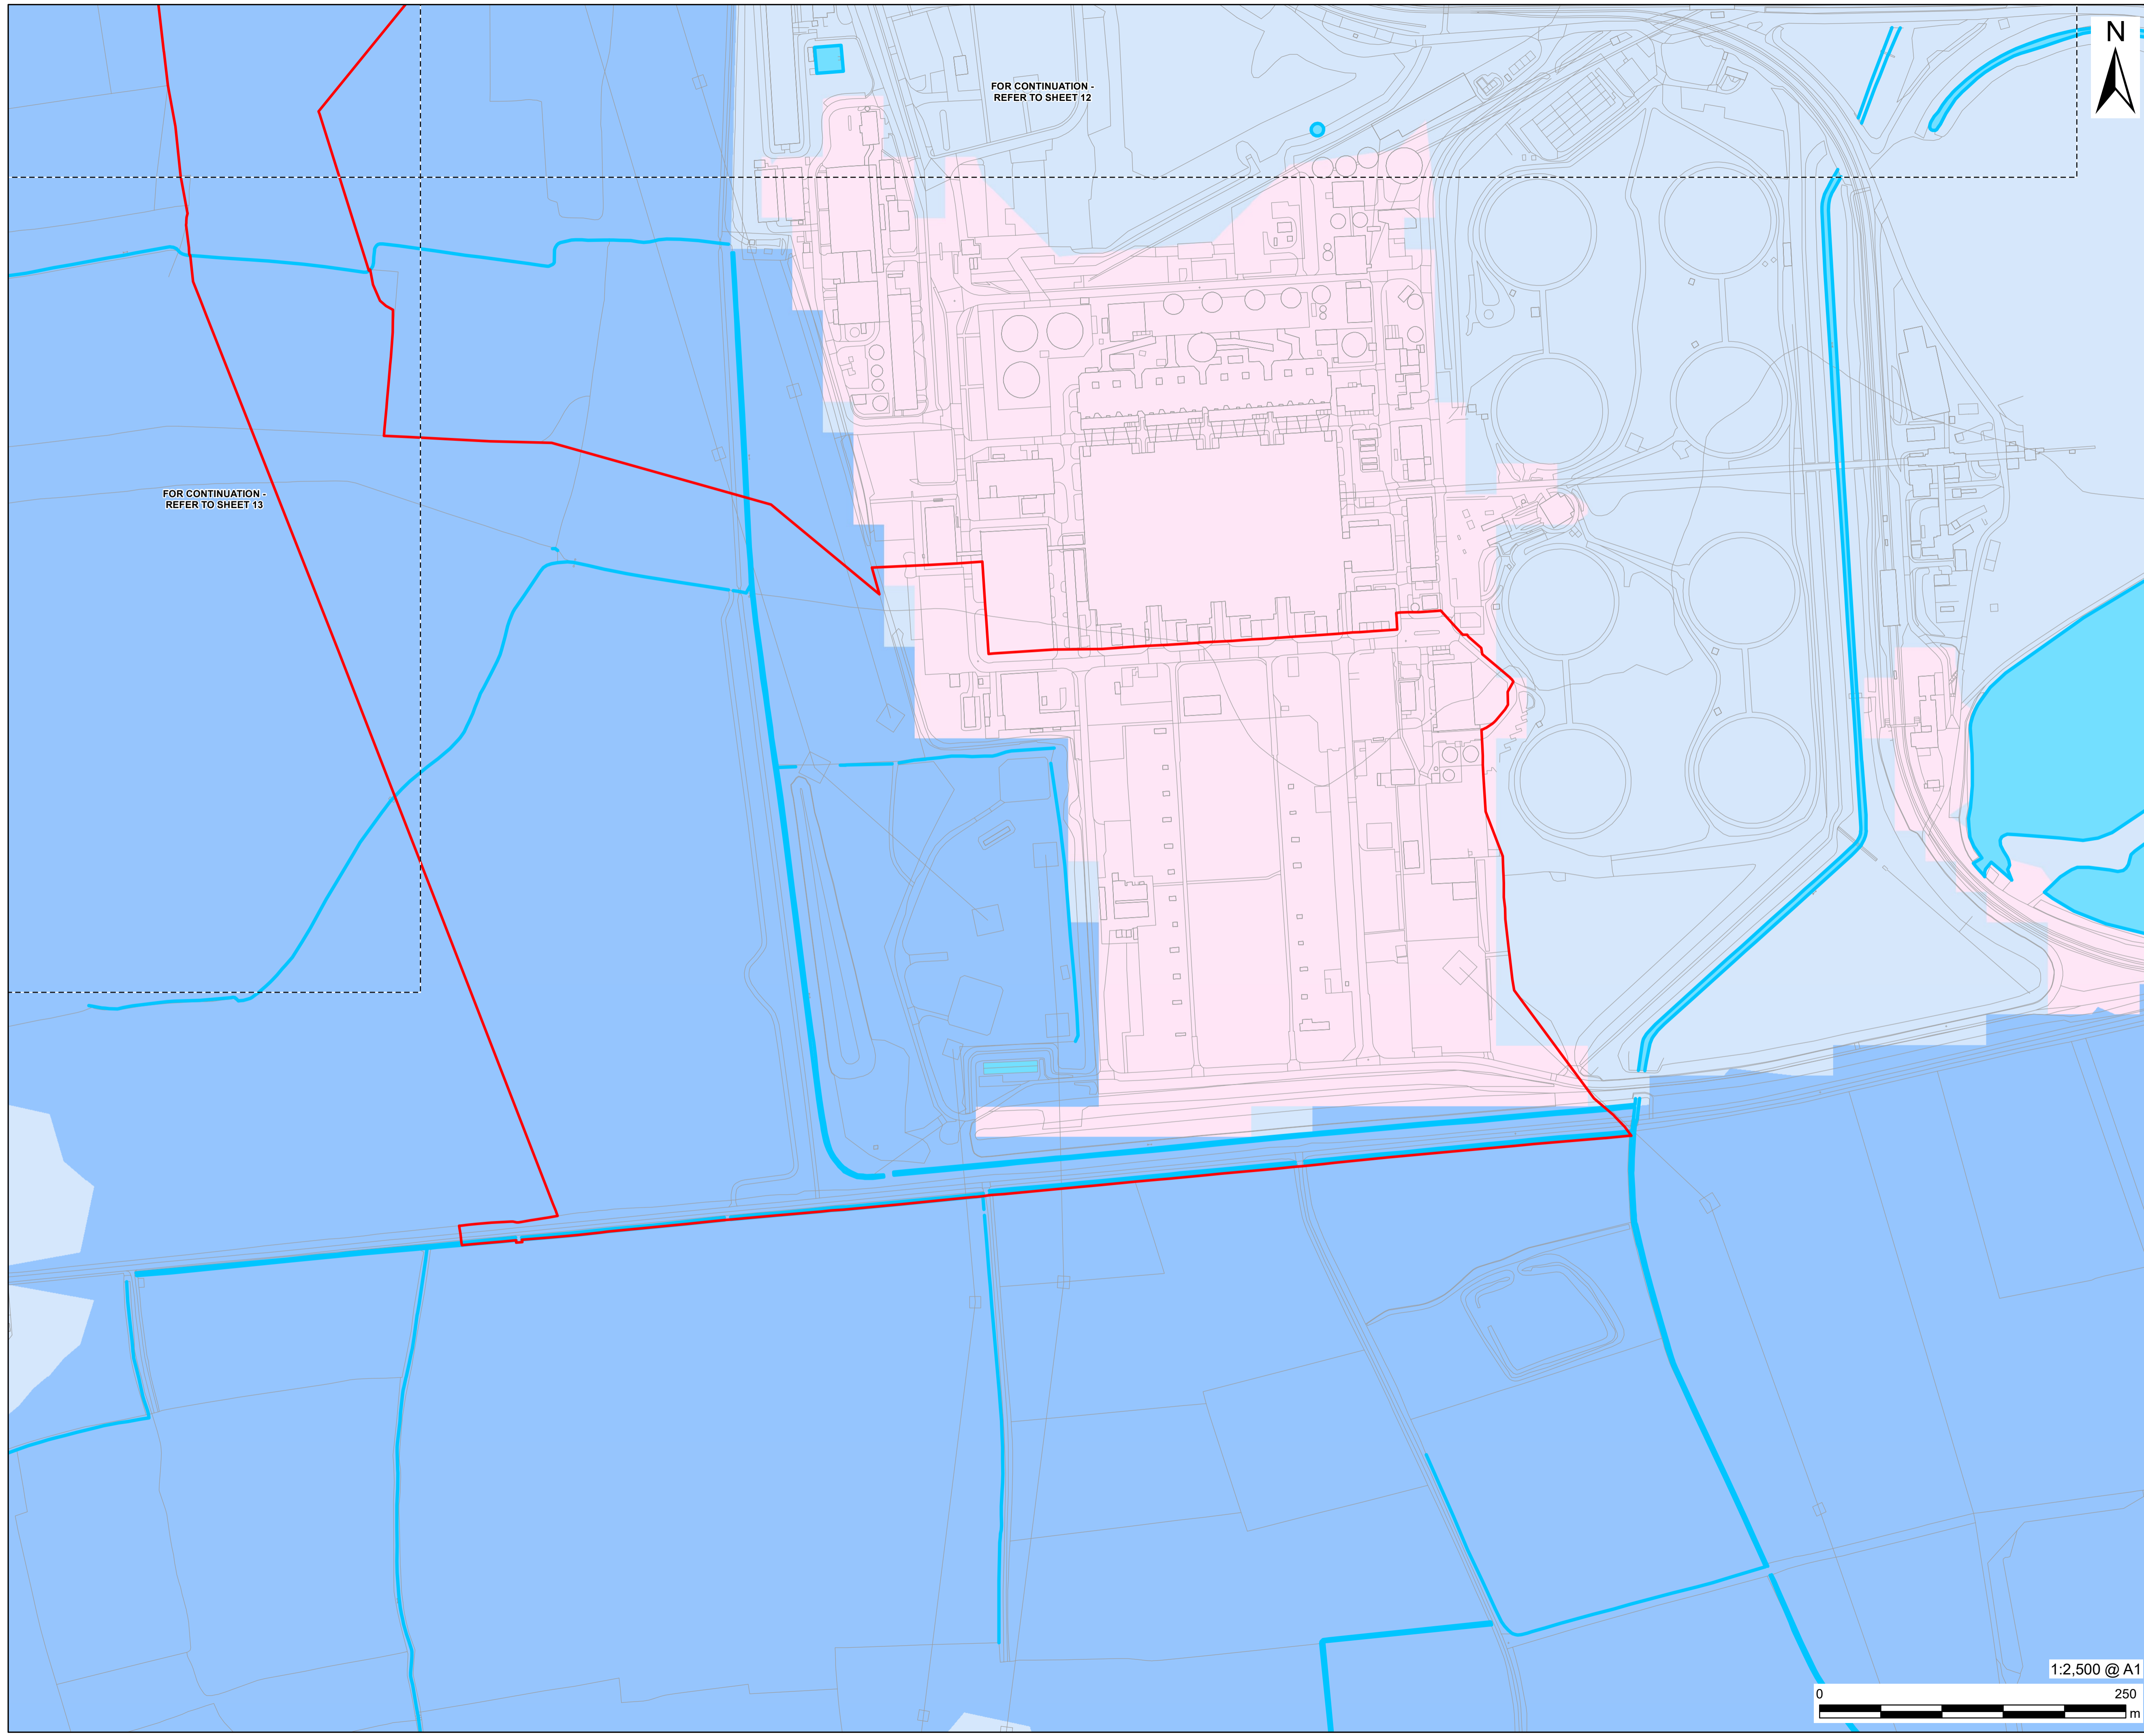 N
FOR CONTINUATION -
REFER TO SHEET 12
FOR CONTINUATION -
REFER TO SHEET 13
1:2,500 @ A1
0 250
m